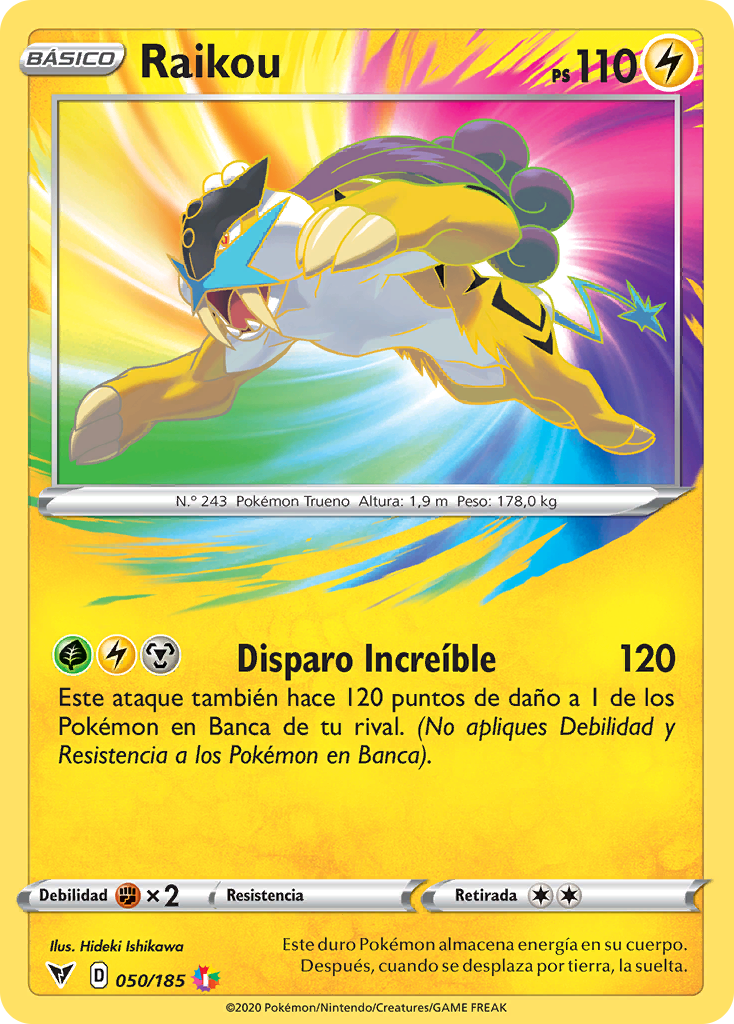 BÁSICO
Raikou
PS 110
N.º 243 Pokémon Trueno Altura: 1,9 m Peso: 178,0 kg
Disparo Increíble 120
Este ataque también hace 120 puntos de daño a 1 de los
Pokémon en Banca de tu rival. (No apliques Debilidad y
Resistencia a los Pokémon en Banca).
Debilidad ×2 Resistencia Retirada
Ilus. Hideki Ishikawa
Este duro Pokémon almacena energía en su cuerpo.
Después, cuando se desplaza por tierra, la suelta.
D 050/185
©2020 Pokémon/Nintendo/Creatures/GAME FREAK